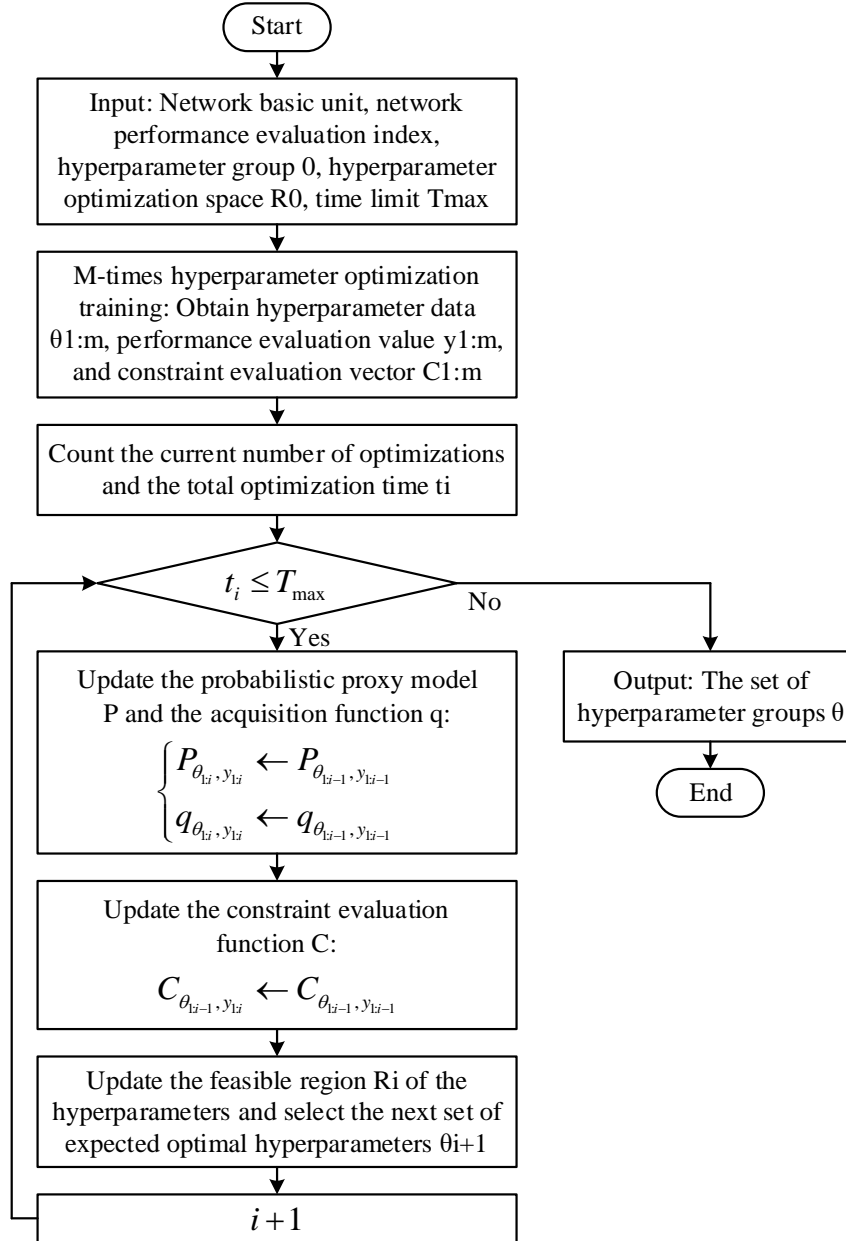 Start
Input: Network basic unit, network
performance evaluation index,
hyperparameter group 0, hyperparameter
optimization space R0, time limit Tmax
M-times hyperparameter optimization
training: Obtain hyperparameter data
θ1:m, performance evaluation value y1:m,
and constraint evaluation vector C1:m
Count the current number of optimizations
and the total optimization time ti
t_i ≤ T_max
No
Yes
Update the probabilistic proxy model
P and the acquisition function q:
P_{θ_{1:i}, y_{1:i}} ← P_{θ_{1:i−1}, y_{1:i−1}}
q_{θ_{1:i}, y_{1:i}} ← q_{θ_{1:i−1}, y_{1:i−1}}
Output: The set of
hyperparameter groups θ
End
Update the constraint evaluation
function C:
C_{θ_{1:i−1}, y_{1:i}} ← C_{θ_{1:i−1}, y_{1:i−1}}
Update the feasible region Ri of the
hyperparameters and select the next set of
expected optimal hyperparameters θi+1
i+1